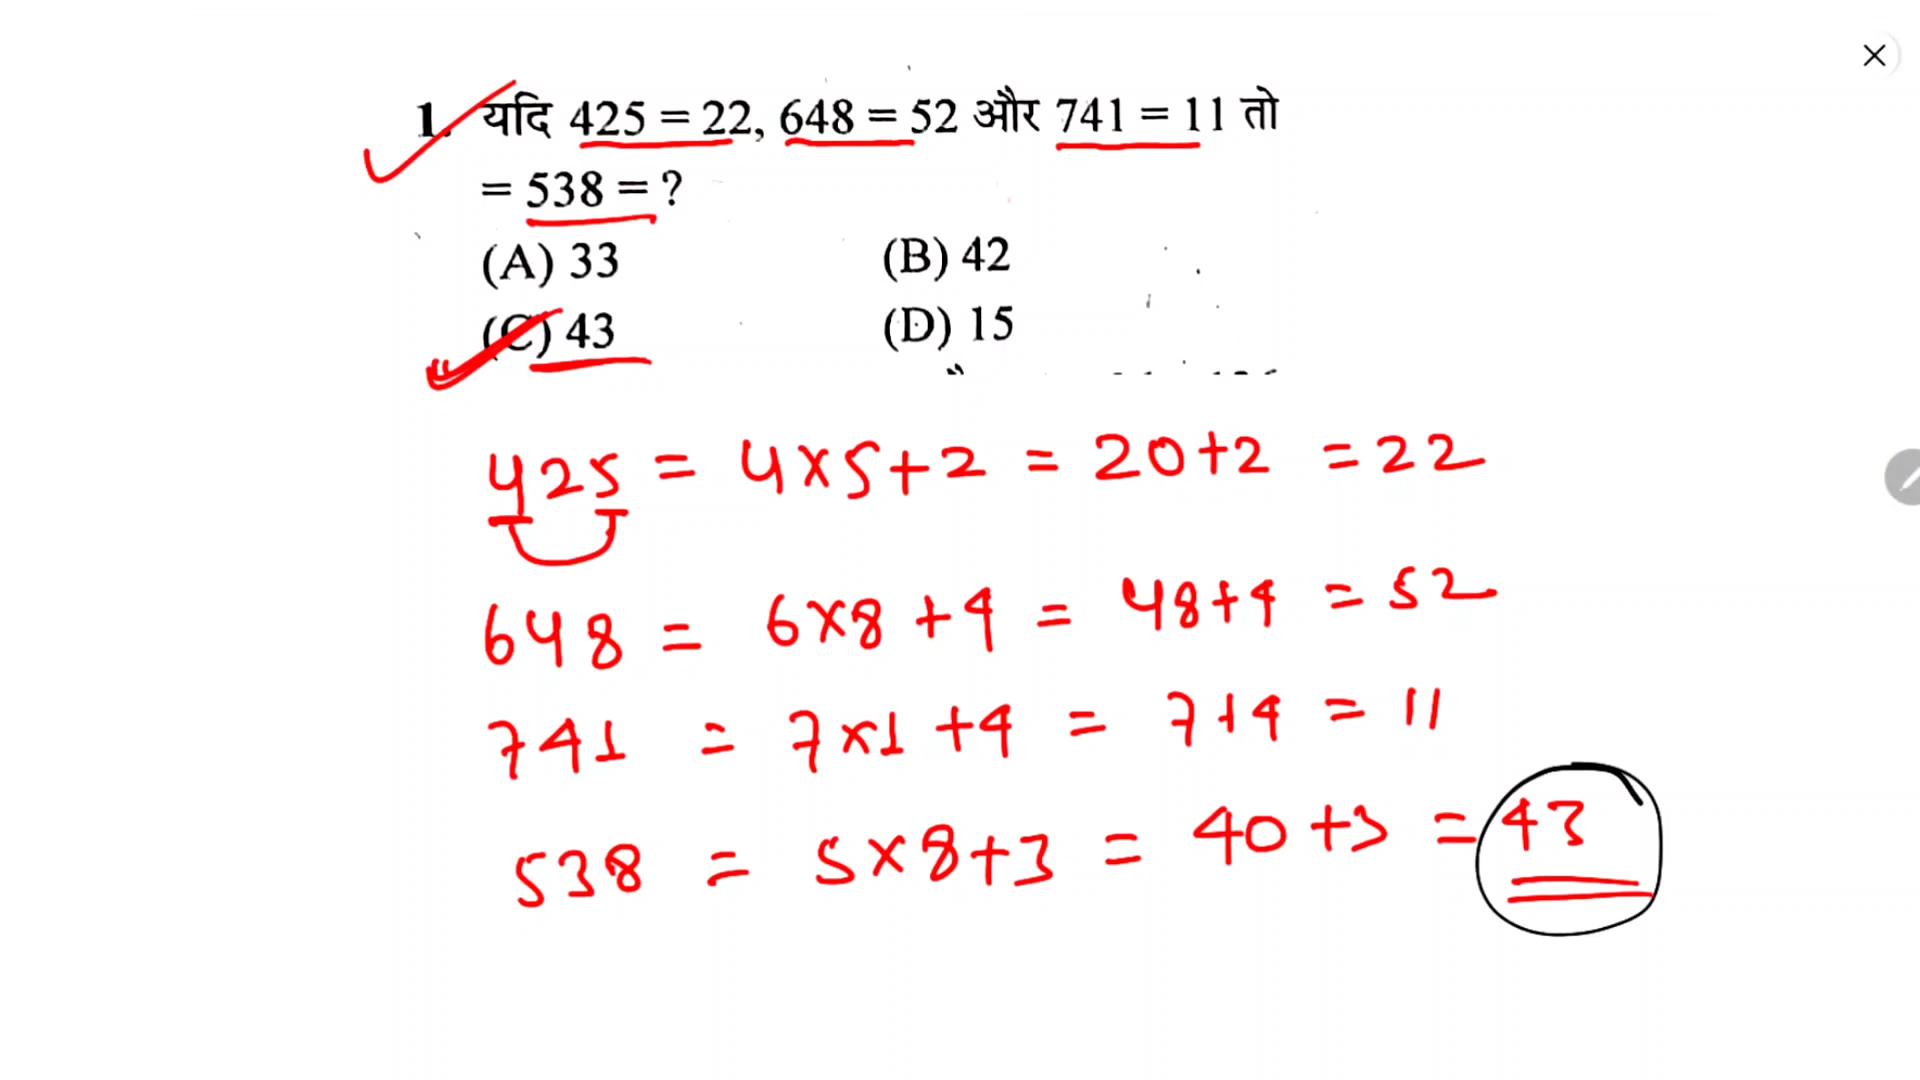 1. यदि 425 = 22, 648 = 52 और 741 = 11 तो
= 538 = ?
(A) 33 (B) 42
(C) 43 (D) 15
425 = 4×5+2 = 20+2 = 22
648 = 6×8+4 = 48+4 = 52
741 = 7×1+4 = 7+4 = 11
538 = 5×8+3 = 40+3 = 43